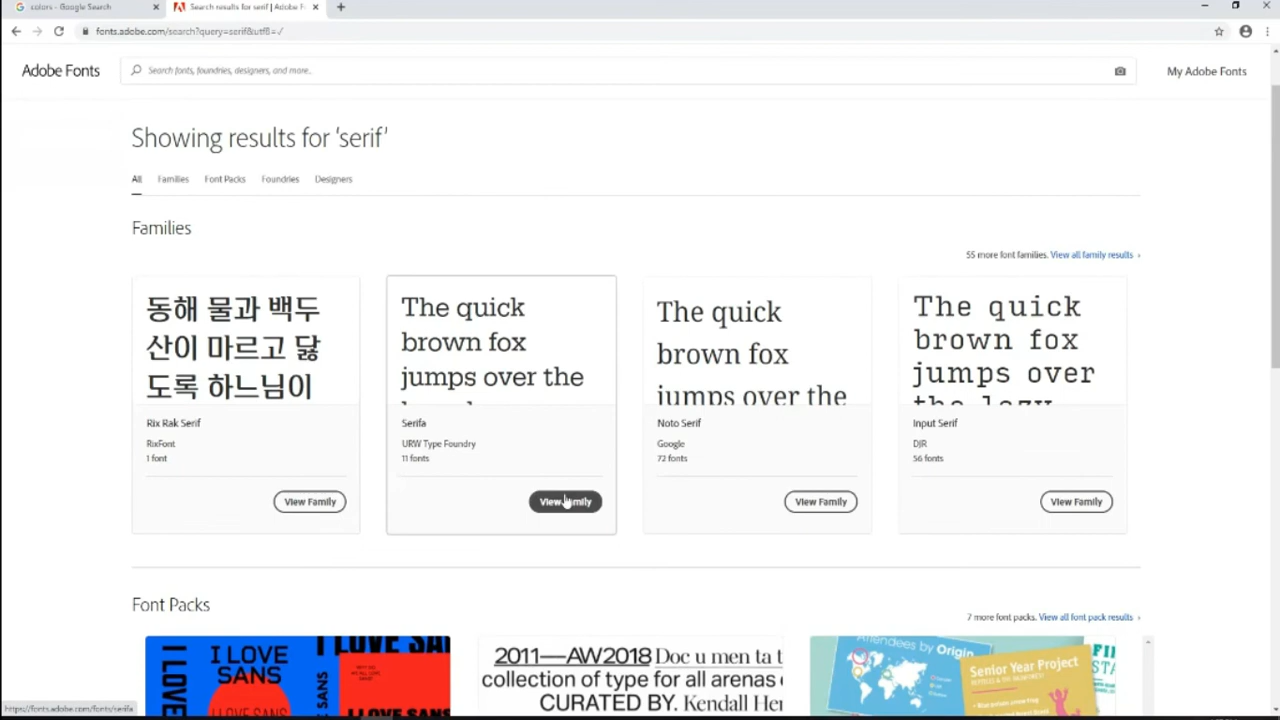 colors - Google Search
Search results for serif | Adobe F
fonts.adobe.com/search?query=serif&utf8=✓
Adobe Fonts
Search fonts, foundries, designers, and more...
My Adobe Fonts
Showing results for 'serif'
All Families Font Packs Foundries Designers
Families
55 more font families. View all family results ›
동해 물과 백두
산이 마르고 닳
도록 하느님이
Rix Rak Serif
RixFont
1 font
View Family
The quick
brown fox
jumps over the
Serifa
URW Type Foundry
11 fonts
View Family
The quick
brown fox
jumps over the
Noto Serif
Google
72 fonts
View Family
The quick
brown fox
jumps over
the lazy
Input Serif
DJR
56 fonts
View Family
Font Packs
7 more font packs. View all font pack results ›
I LOVE
I LOVE
SANS
SANS
I LOVE SA
I LOVE SAN
2011—AW2018 Doc u men ta t
collection of type for all arenas
CURATED BY. Kendall Her
Attendees by Origin
Senior Year Project
https://fonts.adobe.com/fonts/serifa